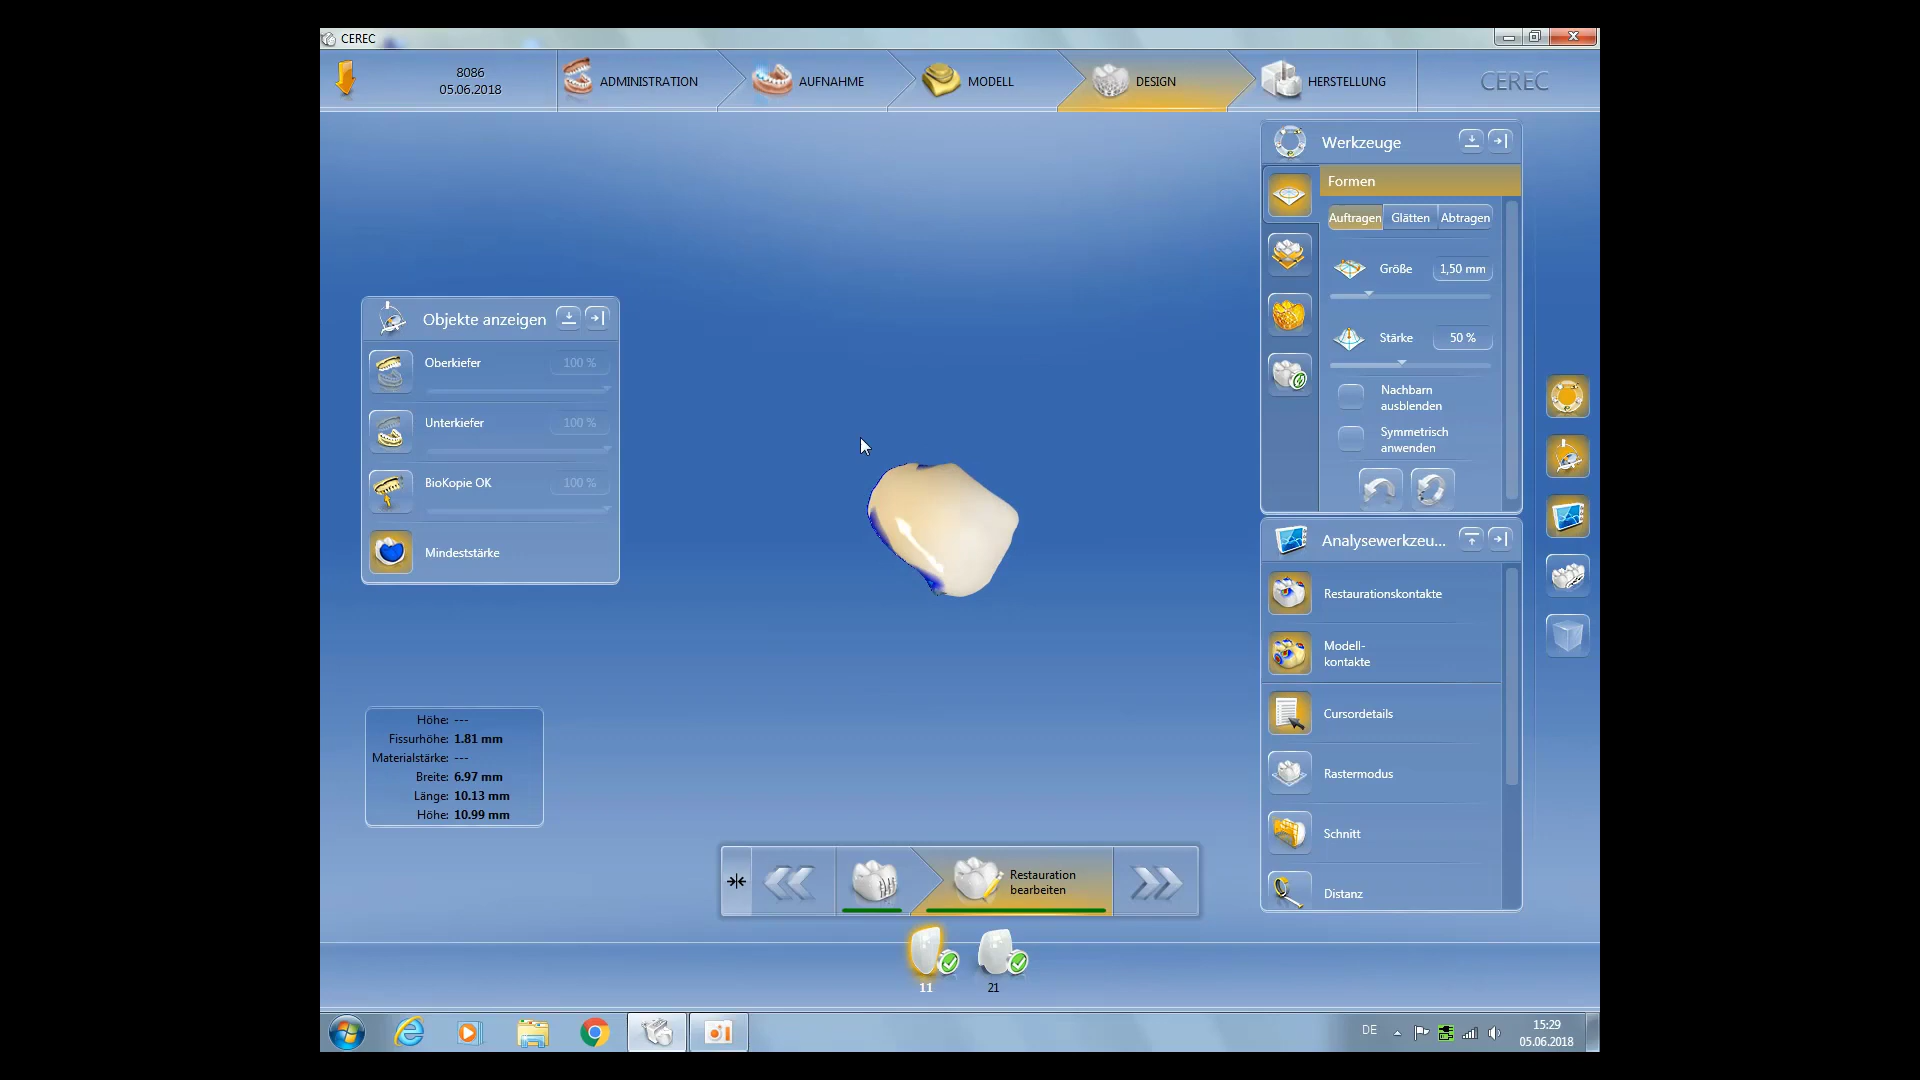 CEREC
8086
05.06.2018
ADMINISTRATION
AUFNAHME
MODELL
DESIGN
HERSTELLUNG
CEREC
Werkzeuge
Formen
Auftragen
Glätten
Abtragen
Größe
1,50 mm
Stärke
50 %
Nachbarn
ausblenden
Symmetrisch
anwenden
Objekte anzeigen
Oberkiefer
100 %
Unterkiefer
100 %
BioKopie OK
100 %
Mindeststärke
Analysewerkzeu...
Restaurationskontakte
Modell-
kontakte
Cursordetails
Rastermodus
Schnitt
Distanz
Höhe: ---
Fissurhöhe: 1.81 mm
Materialstärke: ---
Breite: 6.97 mm
Länge: 10.13 mm
Höhe: 10.99 mm
Restauration
bearbeiten
11
21
DE
15:29
05.06.2018